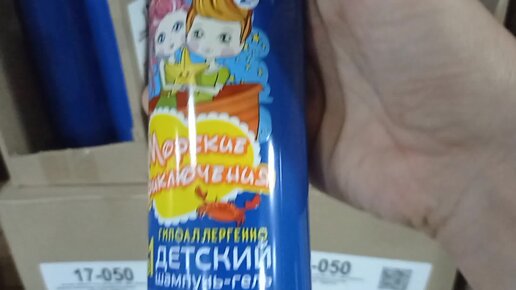 Морские
приключения
ГИПОАЛЛЕРГЕННО
ДЕТСКИЙ
шампунь-гель
17-050
-050